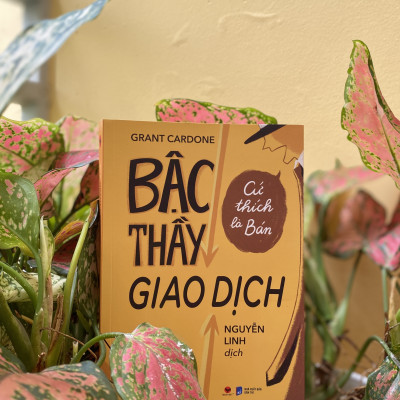 GRANT CARDONE
BẬC
THẦY
GIAO DỊCH
Cứ
thích
là Bán
NGUYỄN
LINH
dịch